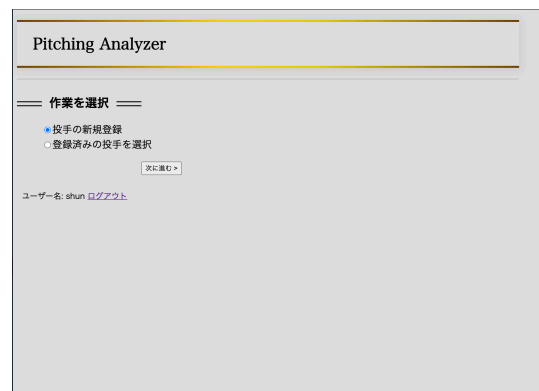 Pitching Analyzer
作業を選択
投手の新規登録
登録済みの投手を選択
次に進む >
ユーザー名: shun ログアウト